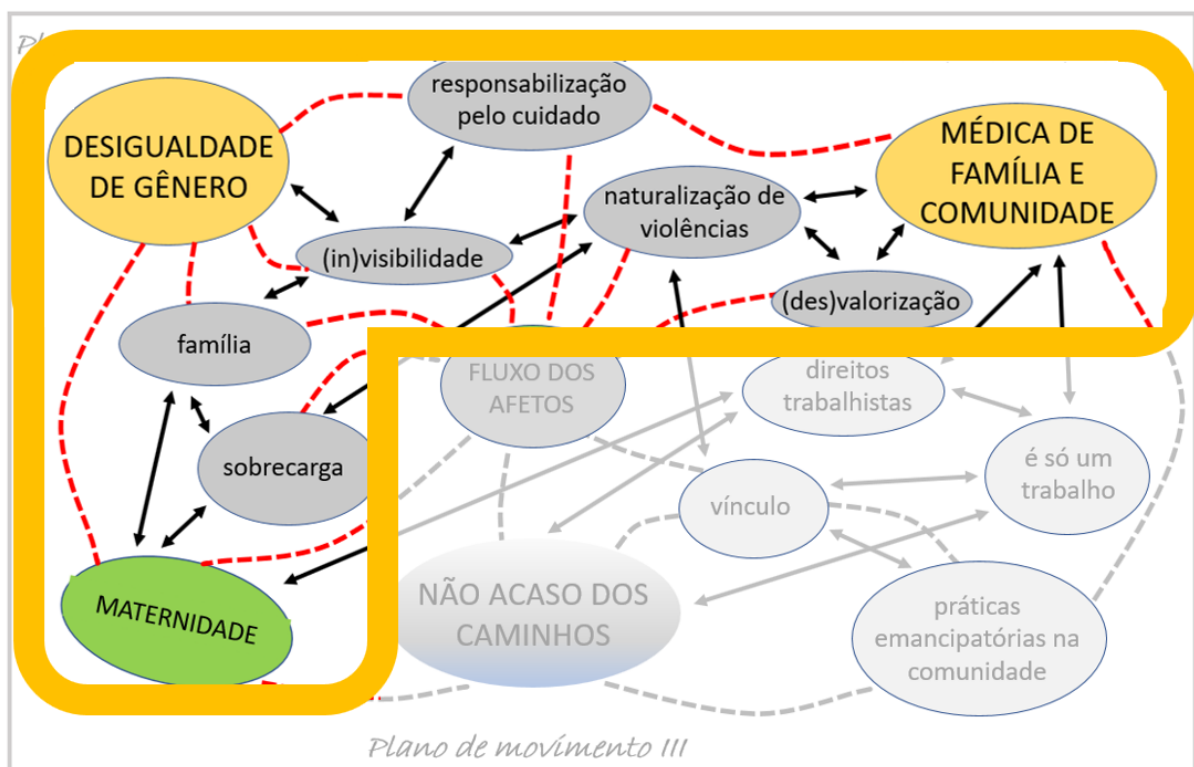 responsabilização
pelo cuidado
DESIGUALDADE
DE GÊNERO
MÉDICA DE
FAMÍLIA E
COMUNIDADE
naturalização de
violências
(in)visibilidade
(des)valorização
família
FLUXO DOS
AFETOS
direitos
trabalhistas
sobrecarga
é só um
trabalho
vínculo
MATERNIDADE
NÃO ACASO DOS
CAMINHOS
práticas
emancipatórias na
comunidade
Plano de movimento III